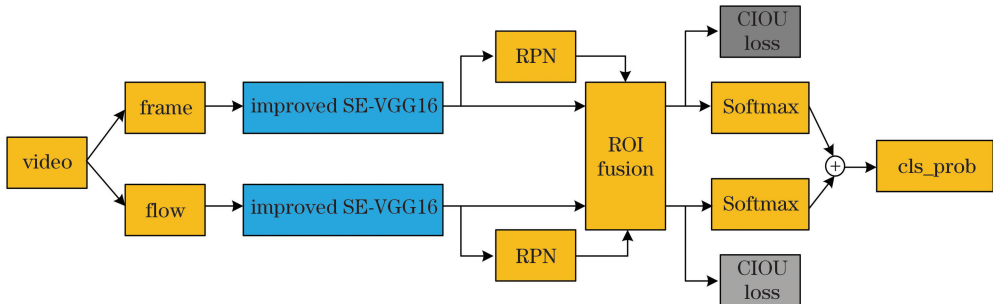 video
frame
flow
improved SE-VGG16
improved SE-VGG16
RPN
RPN
ROI
fusion
CIOU
loss
Softmax
Softmax
CIOU
loss
+
cls_prob